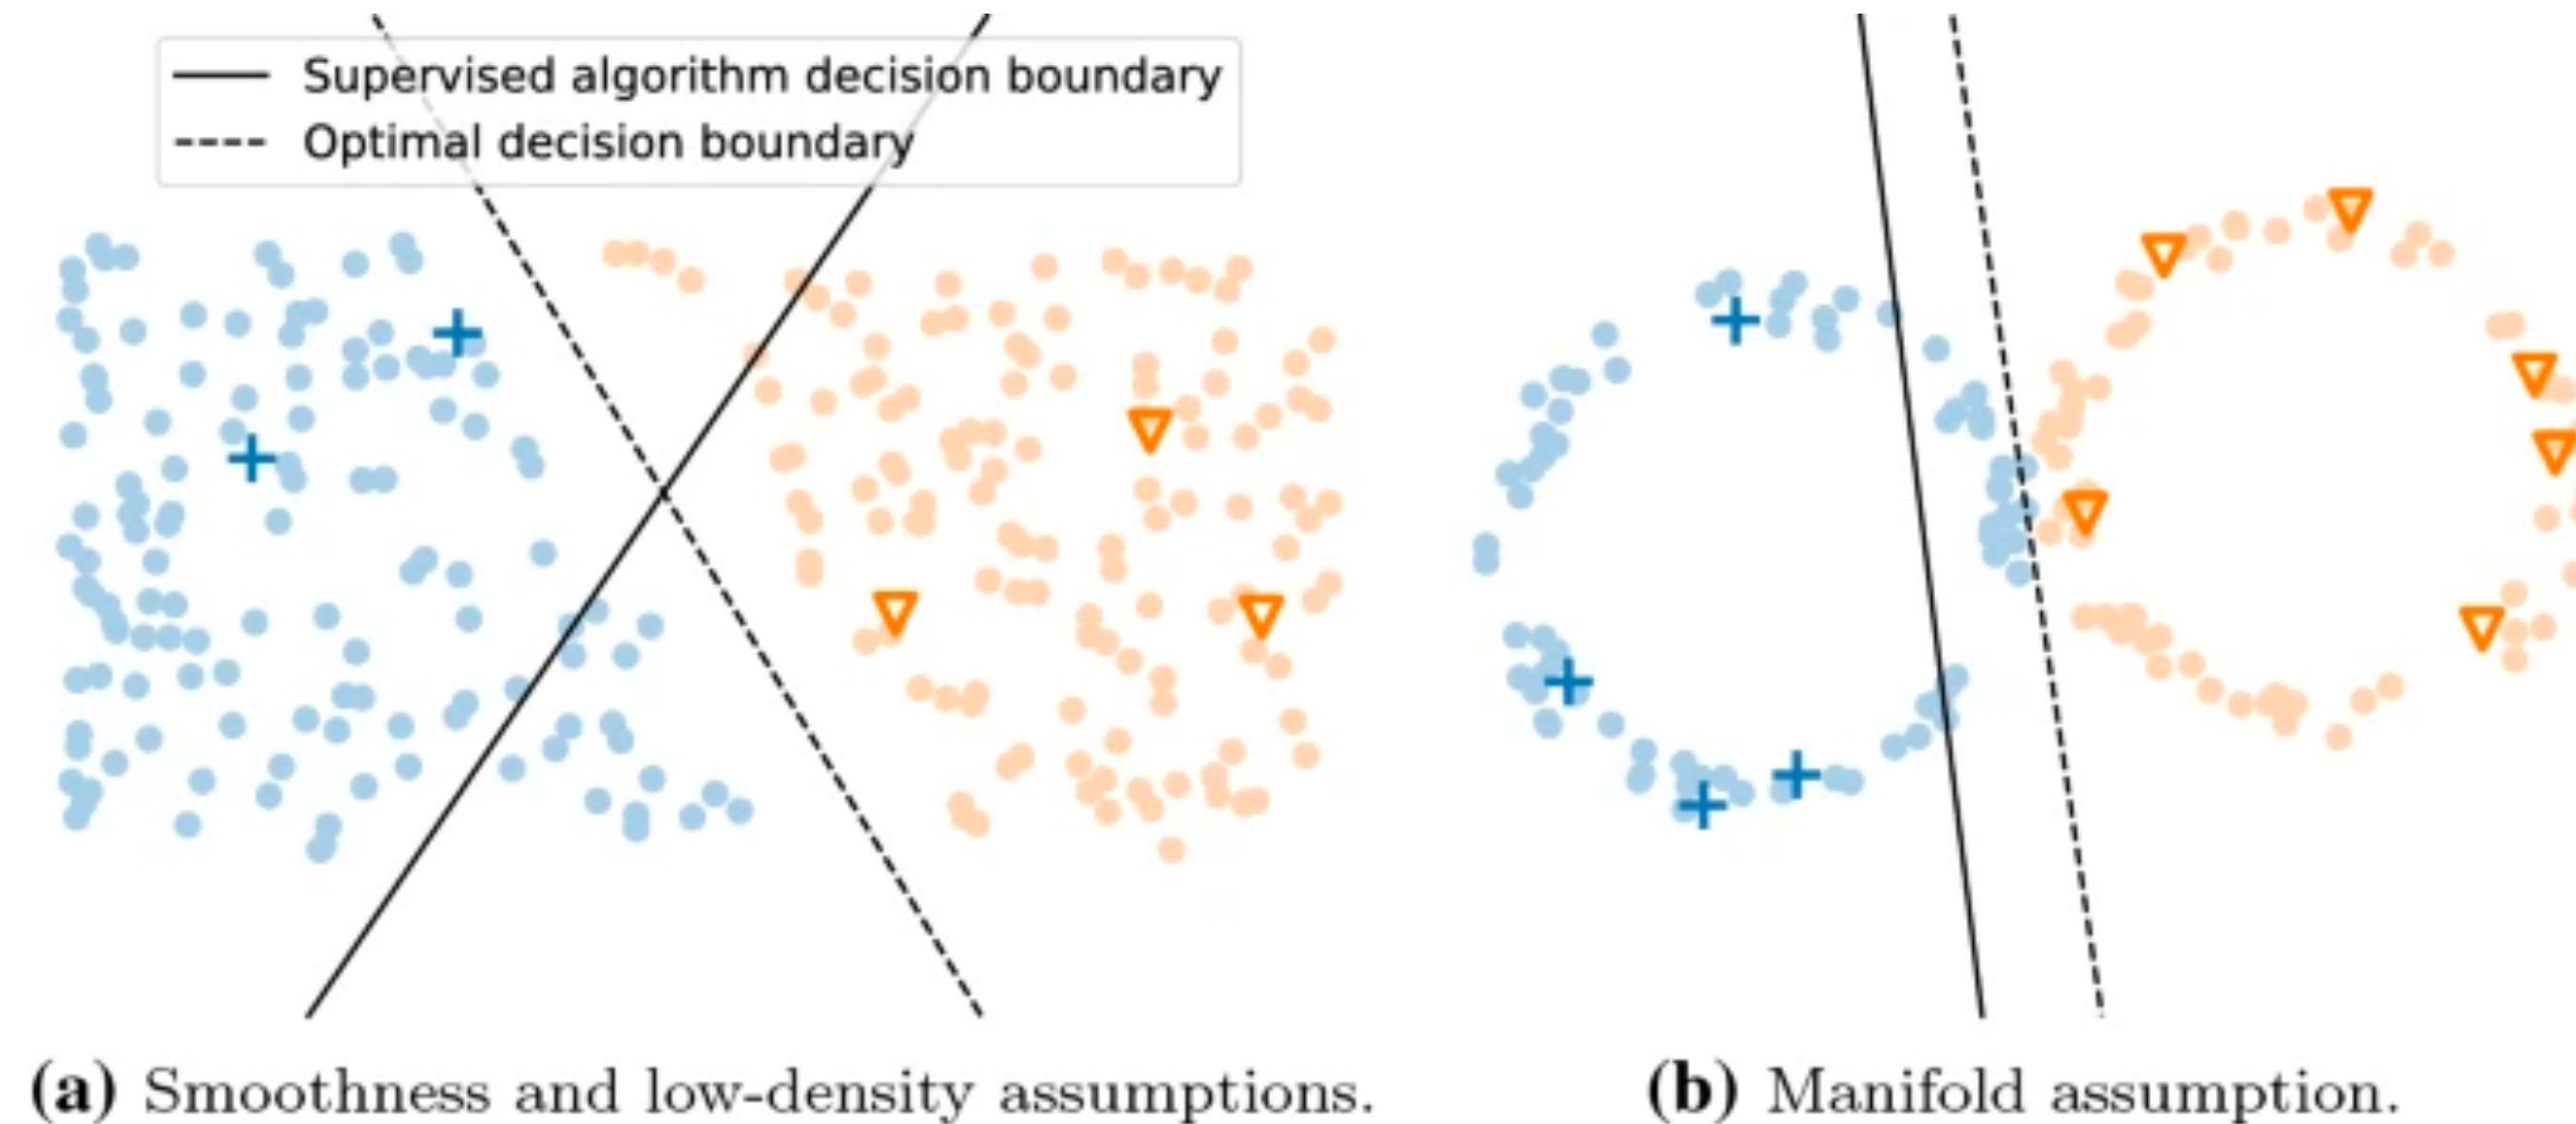 Supervised algorithm decision boundary
Optimal decision boundary
(a) Smoothness and low-density assumptions.
(b) Manifold assumption.